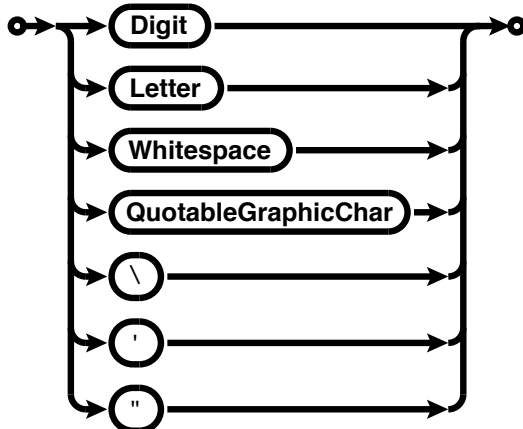 Digit
Letter
Whitespace
QuotableGraphicChar
\
'
"